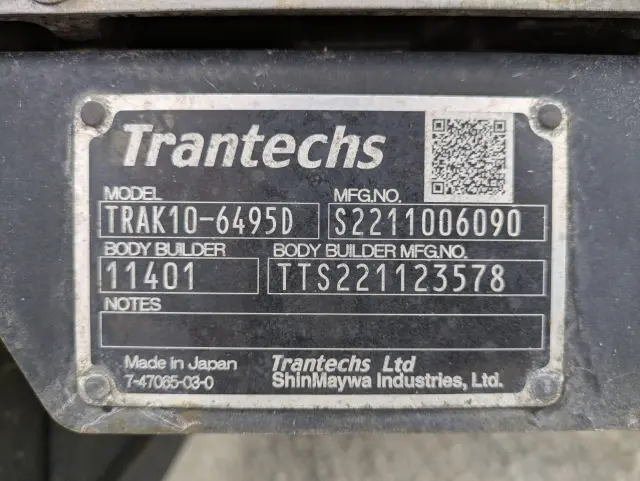 Trantechs
MODEL MFG.NO.
TRAK10-6495D S2211006090
BODY BUILDER BODY BUILDER MFG.NO.
11401 TTS221123578
NOTES
Made in Japan Trantechs Ltd
7-47065-03-0 ShinMaywa Industries, Ltd.